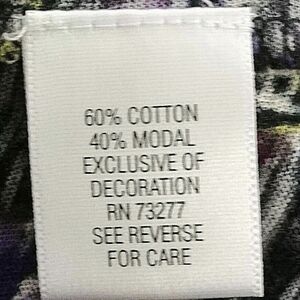 60% COTTON
40% MODAL
EXCLUSIVE OF
DECORATION
RN 73277
SEE REVERSE
FOR CARE